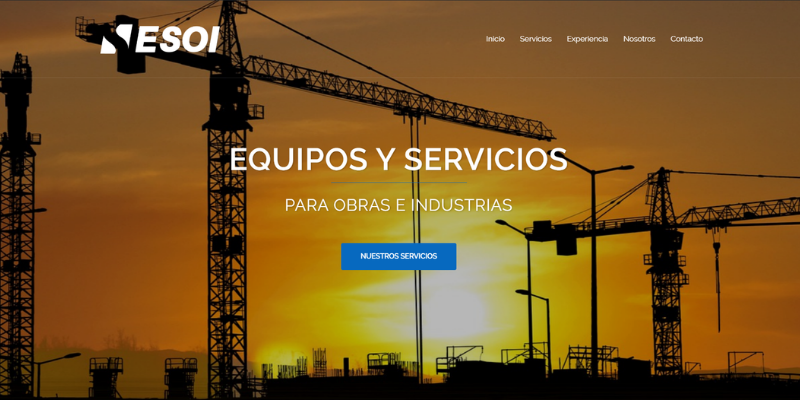 ESOI
Inicio Servicios Experiencia Nosotros Contacto
EQUIPOS Y SERVICIOS
PARA OBRAS E INDUSTRIAS
NUESTROS SERVICIOS